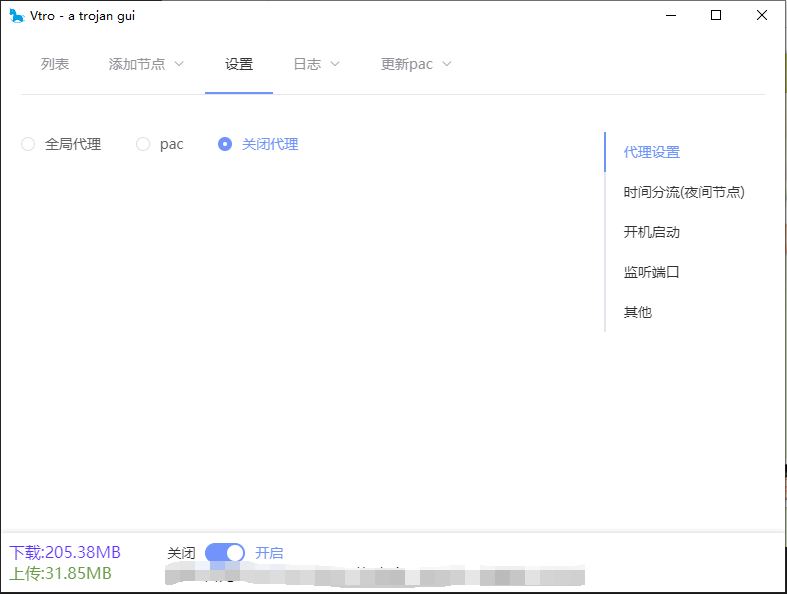 Vtro - a trojan gui
列表 添加节点 设置 日志 更新pac
全局代理 pac 关闭代理
代理设置
时间分流(夜间节点)
开机启动
监听端口
其他
下载:205.38MB 关闭 开启
上传:31.85MB